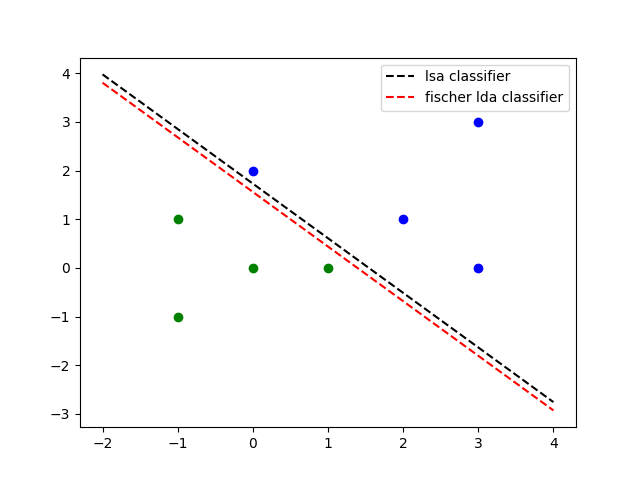 lsa classifier
fischer lda classifier
4
3
2
1
0
−1
−2
−3
−2 −1 0 1 2 3 4